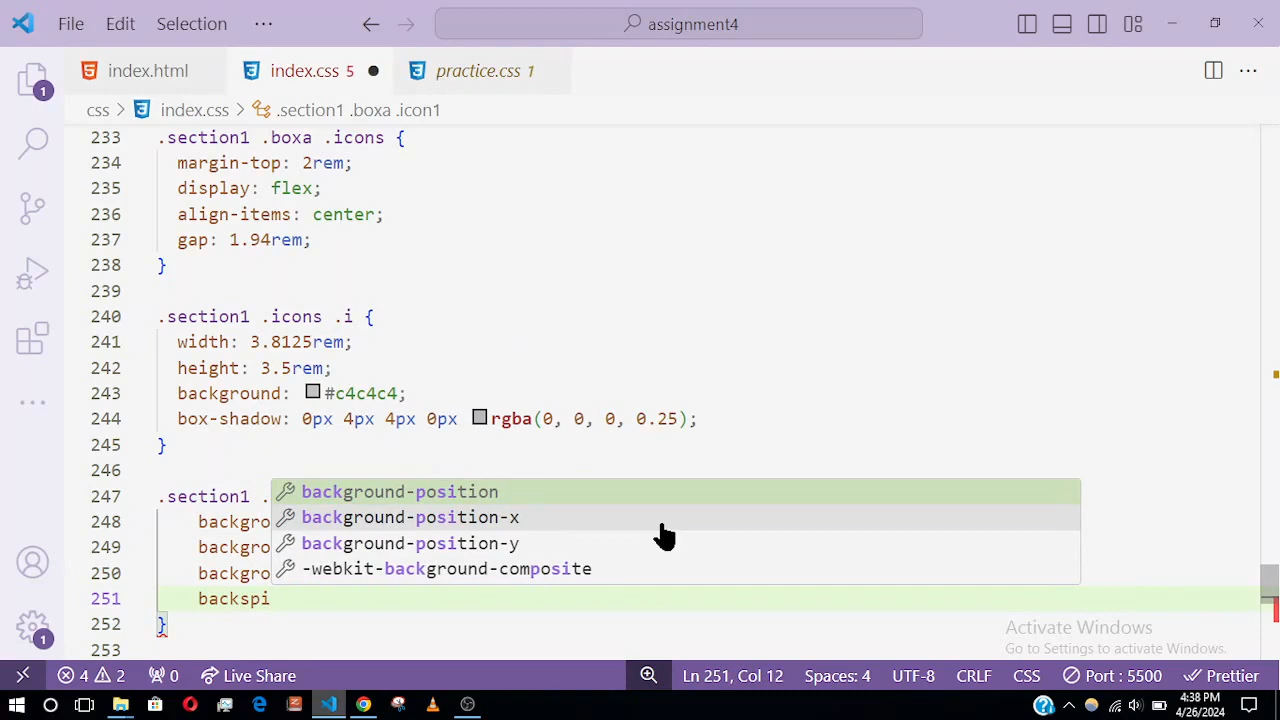 File Edit Selection ··· assignment4
index.html index.css 5 practice.css 1
css > index.css > .section1 .boxa .icon1
233 .section1 .boxa .icons {
234 margin-top: 2rem;
235 display: flex;
236 align-items: center;
237 gap: 1.94rem;
238 }
239
240 .section1 .icons .i {
241 width: 3.8125rem;
242 height: 3.5rem;
243 background: #c4c4c4;
244 box-shadow: 0px 4px 4px 0px rgba(0, 0, 0, 0.25);
245 }
246
247 .section1 .
248 backgro
249 backgro
250 backgro
251 backspi
252 }
253
background-position
background-position-x
background-position-y
-webkit-background-composite
1
1
Activate Windows
Go to Settings to activate Windows.
4 2 0 Live Share Ln 251, Col 12 Spaces: 4 UTF-8 CRLF CSS Port : 5500 Prettier
4:38 PM
4/26/2024